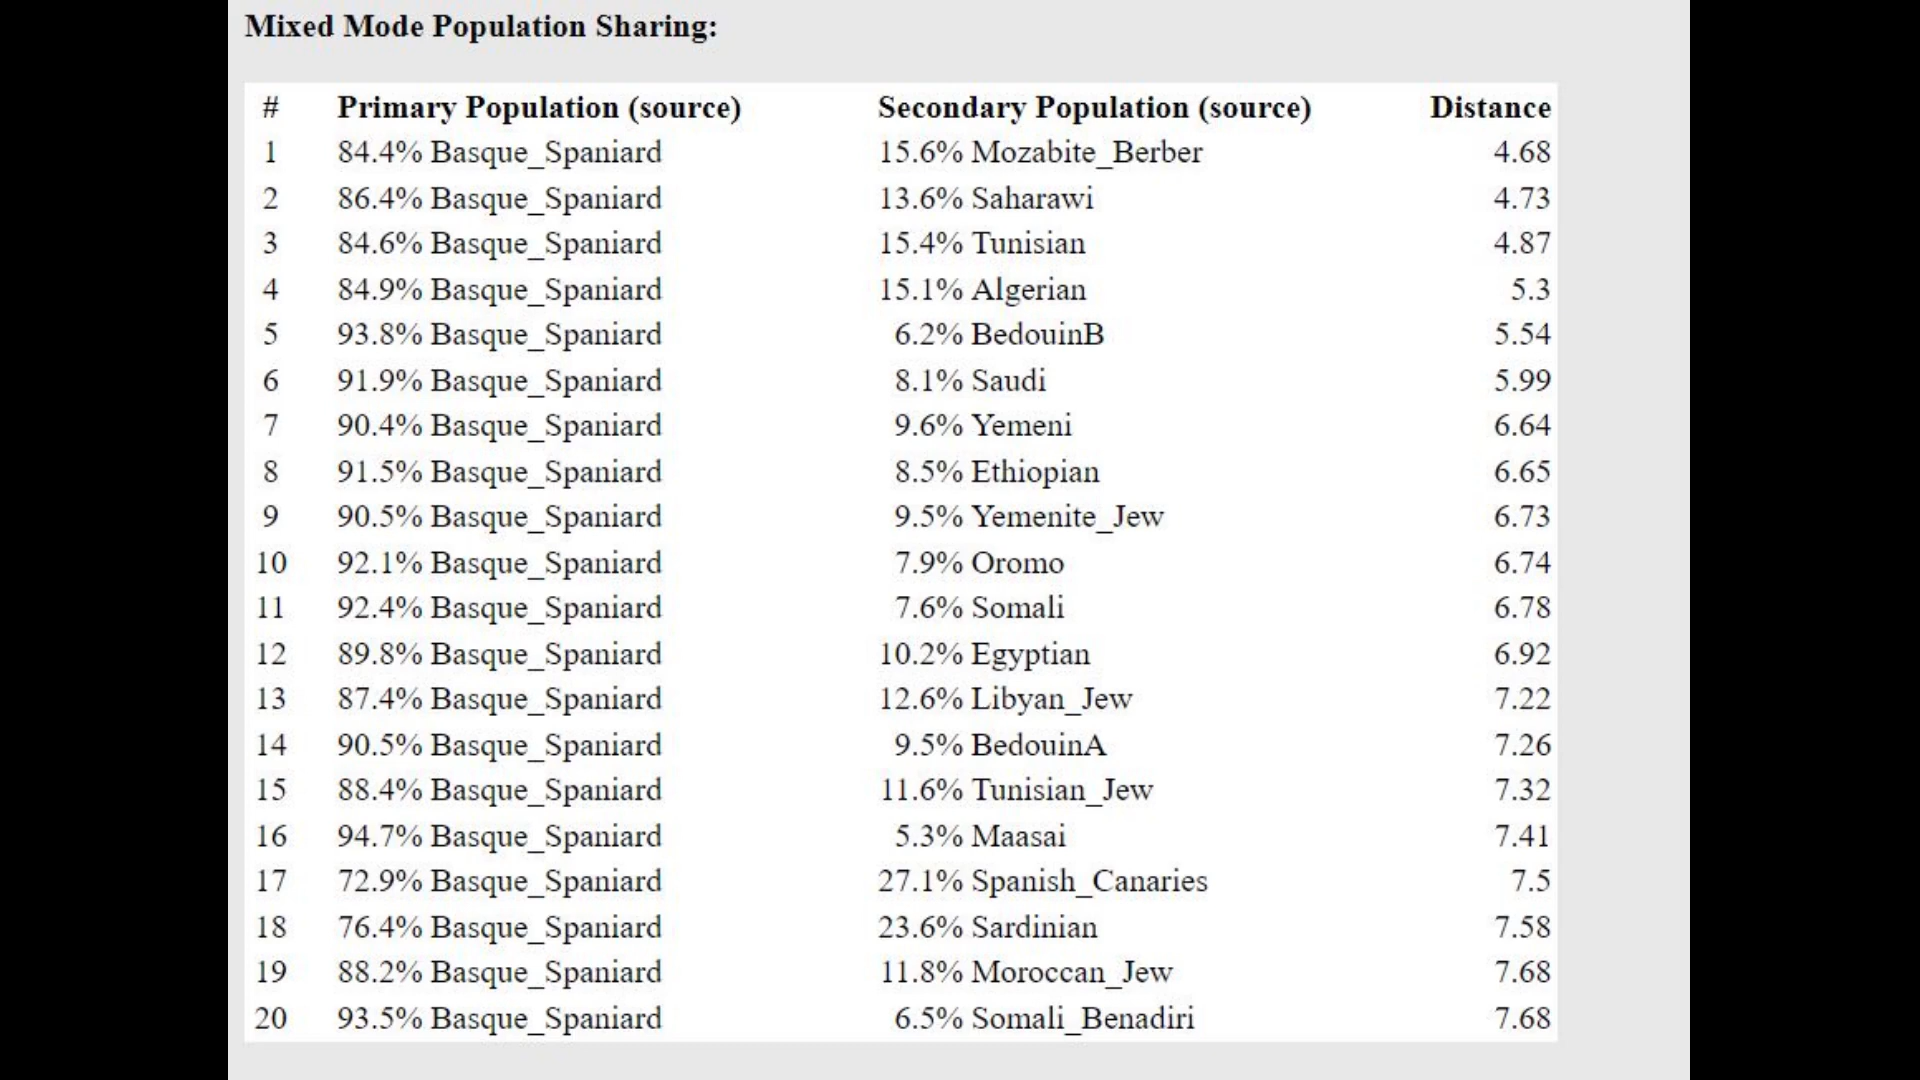 Mixed Mode Population Sharing:
# Primary Population (source) Secondary Population (source) Distance
1 84.4% Basque_Spaniard 15.6% Mozabite_Berber 4.68
2 86.4% Basque_Spaniard 13.6% Saharawi 4.73
3 84.6% Basque_Spaniard 15.4% Tunisian 4.87
4 84.9% Basque_Spaniard 15.1% Algerian 5.3
5 93.8% Basque_Spaniard 6.2% BedouinB 5.54
6 91.9% Basque_Spaniard 8.1% Saudi 5.99
7 90.4% Basque_Spaniard 9.6% Yemeni 6.64
8 91.5% Basque_Spaniard 8.5% Ethiopian 6.65
9 90.5% Basque_Spaniard 9.5% Yemenite_Jew 6.73
10 92.1% Basque_Spaniard 7.9% Oromo 6.74
11 92.4% Basque_Spaniard 7.6% Somali 6.78
12 89.8% Basque_Spaniard 10.2% Egyptian 6.92
13 87.4% Basque_Spaniard 12.6% Libyan_Jew 7.22
14 90.5% Basque_Spaniard 9.5% BedouinA 7.26
15 88.4% Basque_Spaniard 11.6% Tunisian_Jew 7.32
16 94.7% Basque_Spaniard 5.3% Maasai 7.41
17 72.9% Basque_Spaniard 27.1% Spanish_Canaries 7.5
18 76.4% Basque_Spaniard 23.6% Sardinian 7.58
19 88.2% Basque_Spaniard 11.8% Moroccan_Jew 7.68
20 93.5% Basque_Spaniard 6.5% Somali_Benadiri 7.68